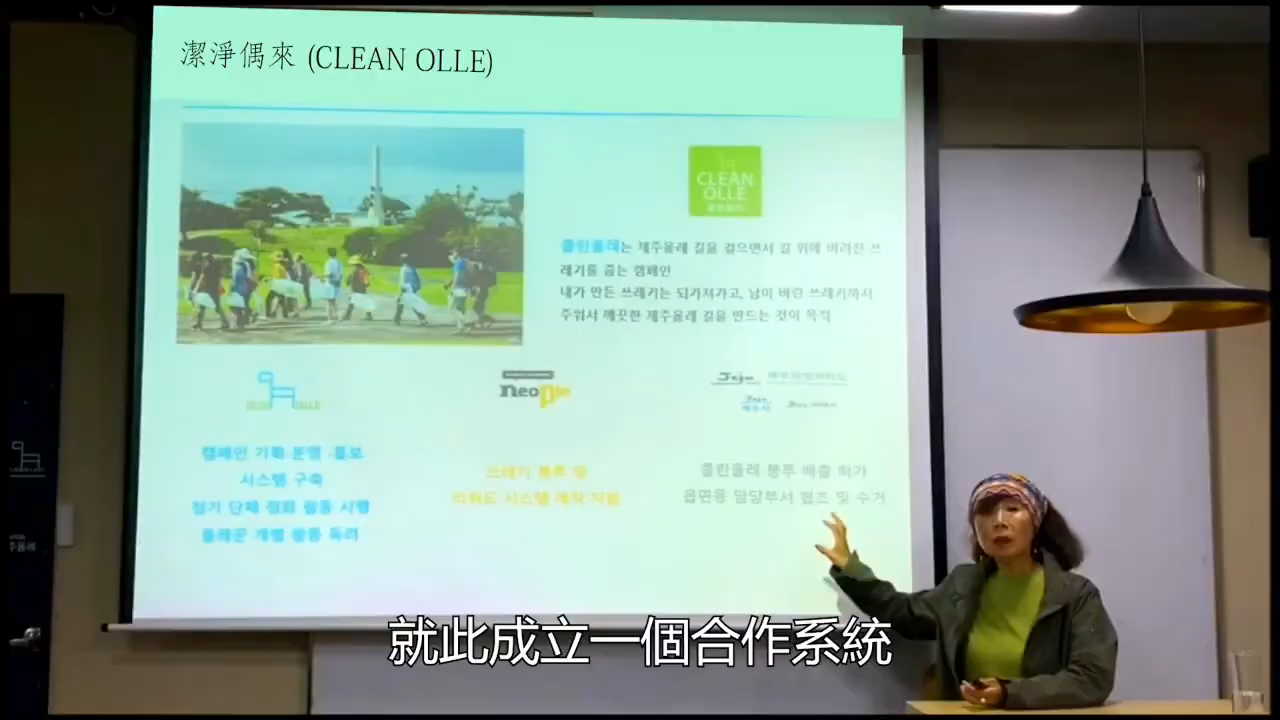 潔淨偶來 (CLEAN OLLE)
CLEAN
OLLE
클린올레는 제주올레 길을 걸으면서 길 위에 버려진 쓰
레기를 줍는 캠페인
내가 만든 쓰레기는 되가져가고, 남이 버린 쓰레기까지
주워서 깨끗한 제주올레 길을 만드는 것이 목적
neople
Jeju
캠페인 기획 운영 홍보
시스템 구축
정기 단체 정화 활동 시행
올레꾼 개별 활동 독려
쓰레기 봉투 및
리워드 시스템 제작 지원
클린올레 봉투 배출 허가
읍면동 담당부서 협조 및 수거
就此成立一個合作系統